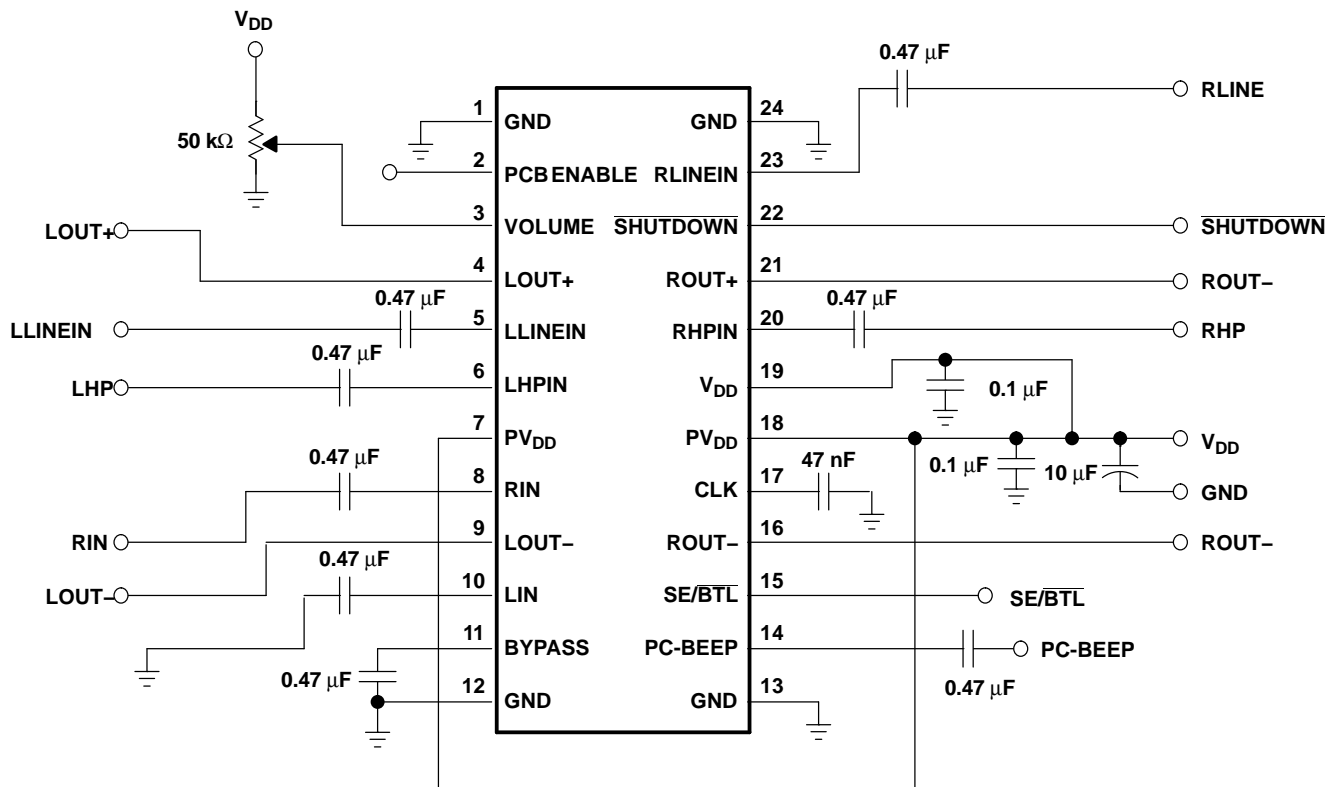 VDD
50 kΩ
LOUT+
LLINEIN
0.47 μF
LHP
0.47 μF
RIN
0.47 μF
LOUT−
0.47 μF
0.47 μF
1
GND
2
PCB ENABLE
3
VOLUME
4
LOUT+
5
LLINEIN
6
LHPIN
7
PVDD
8
RIN
9
LOUT−
10
LIN
11
BYPASS
12
GND
GND
24
RLINEIN
23
SHUTDOWN
22
ROUT+
21
RHPIN
20
VDD
19
PVDD
18
CLK
17
ROUT−
16
SE/BTL
15
PC-BEEP
14
GND
13
0.47 μF
RLINE
SHUTDOWN
ROUT−
0.47 μF
RHP
0.1 μF
VDD
0.1 μF
10 μF
47 nF
GND
ROUT−
SE/BTL
PC-BEEP
0.47 μF